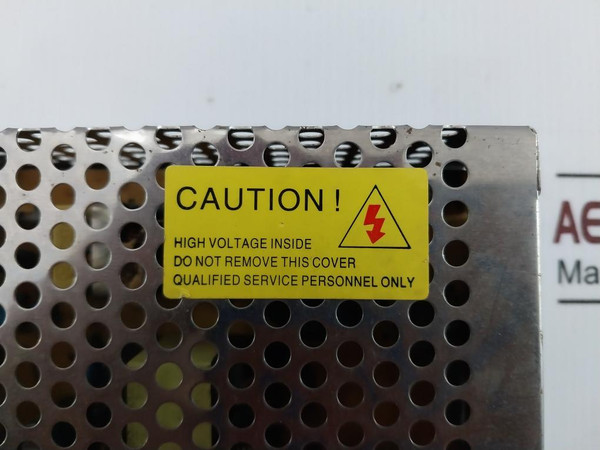 CAUTION !
HIGH VOLTAGE INSIDE
DO NOT REMOVE THIS COVER
QUALIFIED SERVICE PERSONNEL ONLY
AE
Ma